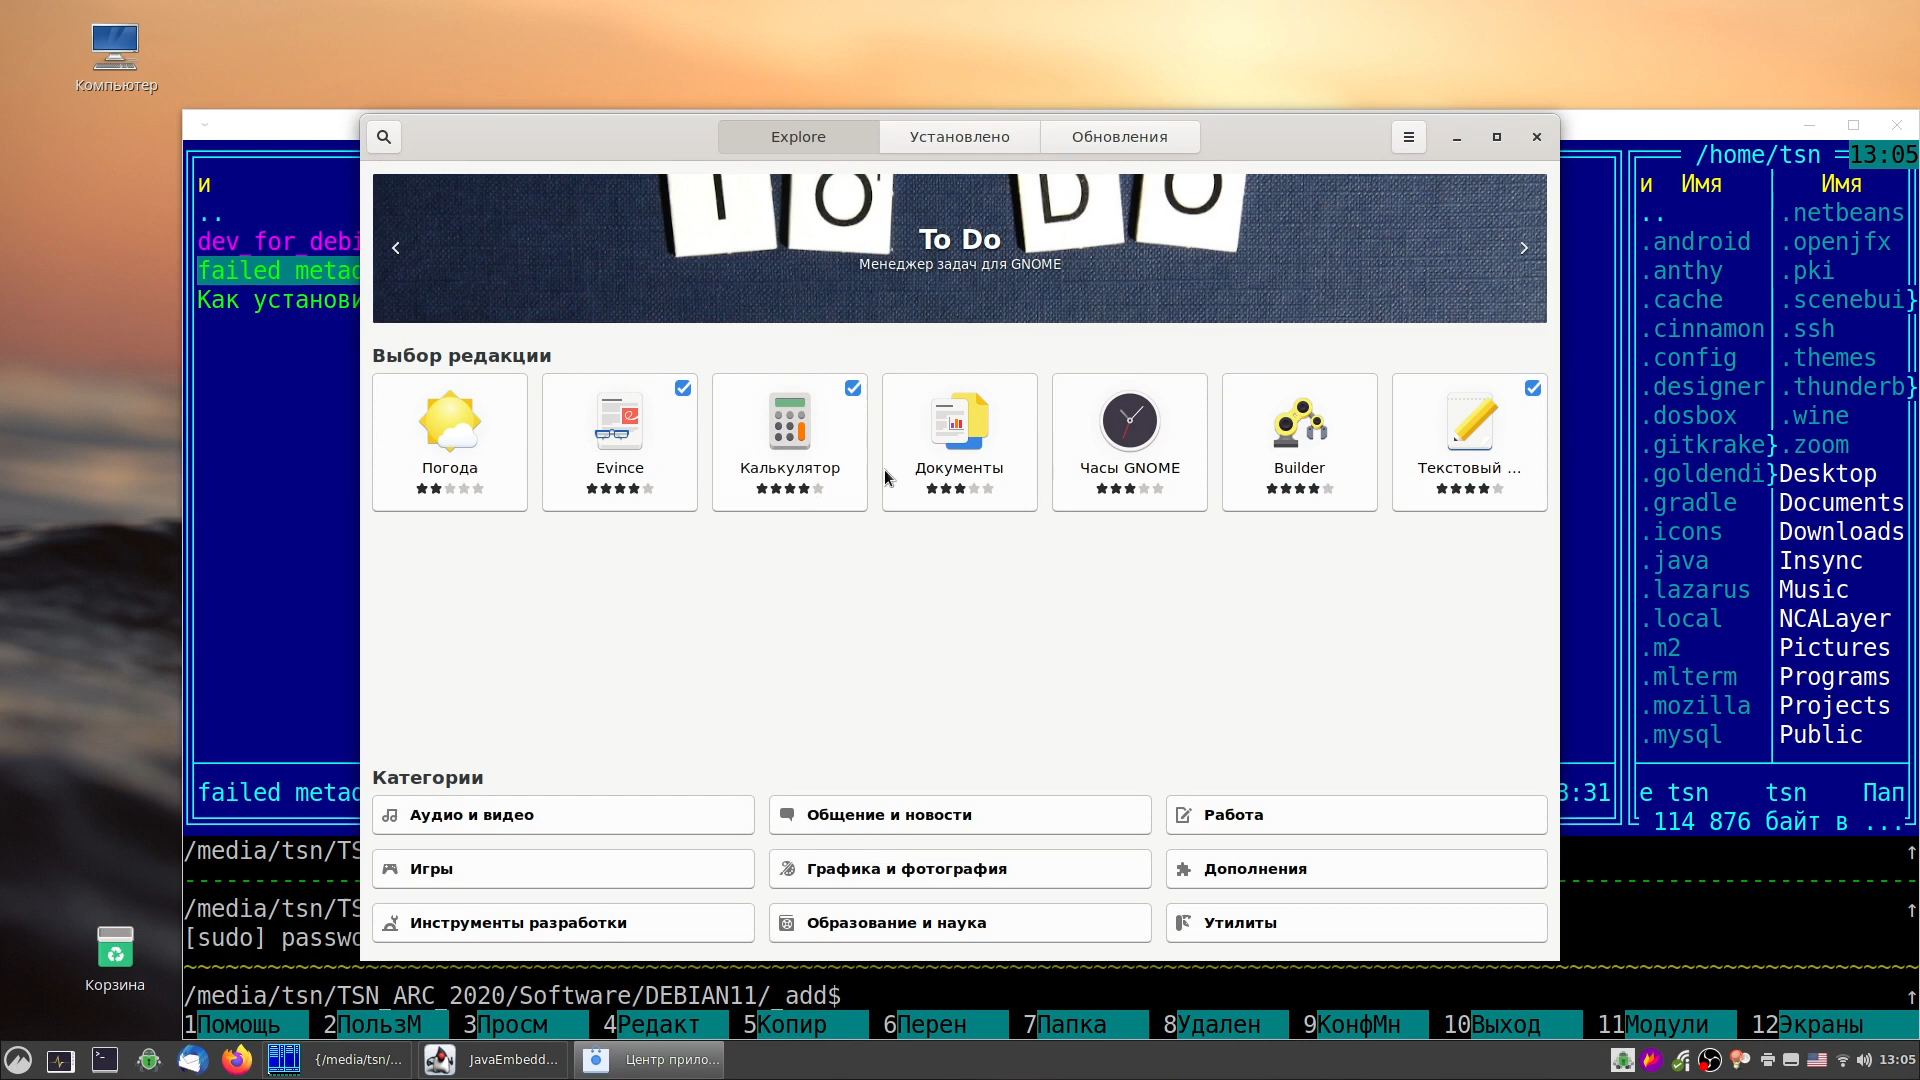 Компьютер
Explore
Установлено
Обновления
TO DO
To Do
Менеджер задач для GNOME
Выбор редакции
Погода
Evince
Калькулятор
Документы
Часы GNOME
Builder
Текстовый ...
Категории
Аудио и видео
Общение и новости
Работа
Игры
Графика и фотография
Дополнения
Инструменты разработки
Образование и наука
Утилиты
и
..
dev_for_debi
failed metad
Как установи
failed metad
3:31
/home/tsn
13:05
и Имя Имя
.. .netbeans
.android .openjfx
.anthy .pki
.cache .scenebui}
.cinnamon .ssh
.config .themes
.designer .thunderb}
.dosbox .wine
.gitkrake} .zoom
.goldendi} Desktop
.gradle Documents
.icons Downloads
.java Insync
.lazarus Music
.local NCALayer
.m2 Pictures
.mlterm Programs
.mozilla Projects
.mysql Public
е tsn tsn Пап
114 876 байт в ...
/media/tsn/TS
/media/tsn/TS
[sudo] passwo
/media/tsn/TSN_ARC_2020/Software/DEBIAN11/_add$
1Помощь 2ПользМ 3Просм 4Редакт 5Копир 6Перен 7Папка 8Удален 9КонфМн 10Выход 11Модули 12Экраны
Корзина
{/media/tsn/...
JavaEmbedd...
Центр прило...
13:05